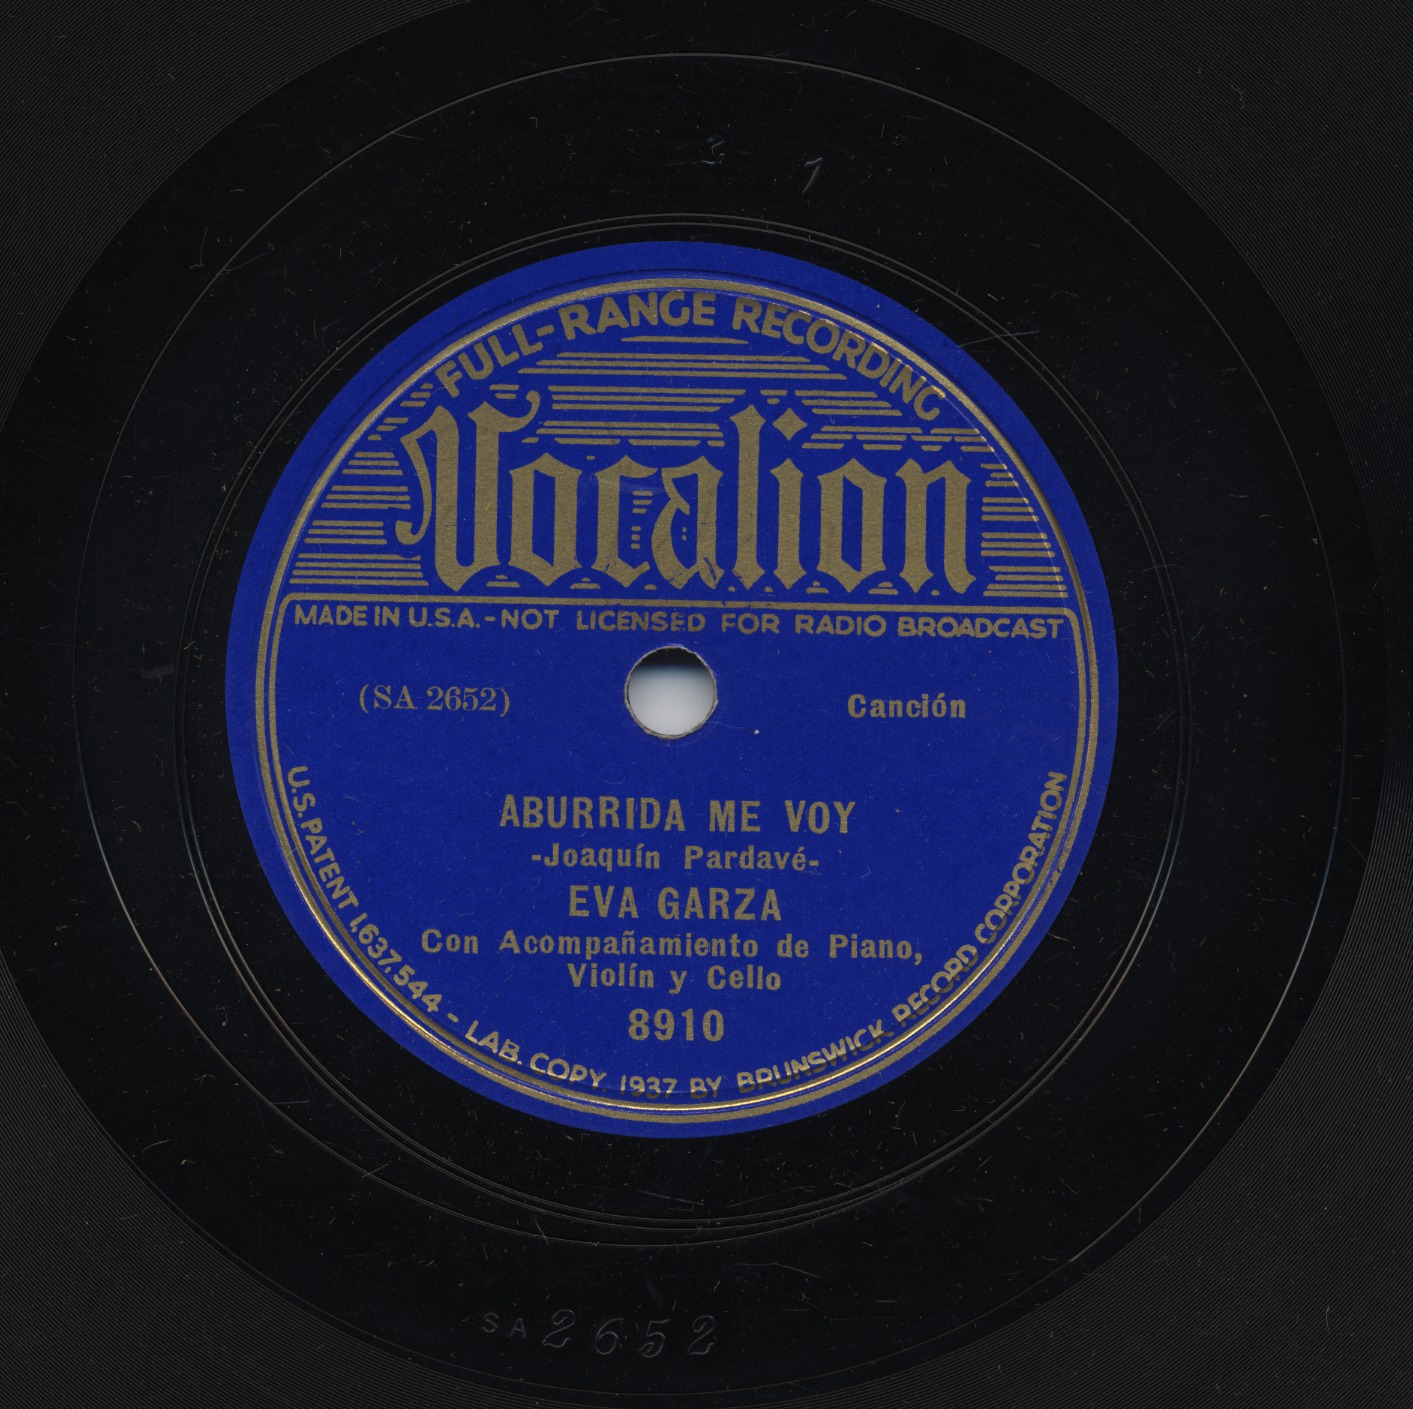 3 1
FULL-RANGE RECORDING
Vocalion
MADE IN U.S.A.-NOT LICENSED FOR RADIO BROADCAST
(SA 2652)
Canción
ABURRIDA ME VOY
-Joaquín Pardavé-
EVA GARZA
Con Acompañamiento de Piano,
Violín y Cello
8910
U.S. PATENT 1,637,544 - LAB. COPY. 1937 BY BRUNSWICK RECORD CORPORATION
SA 2652